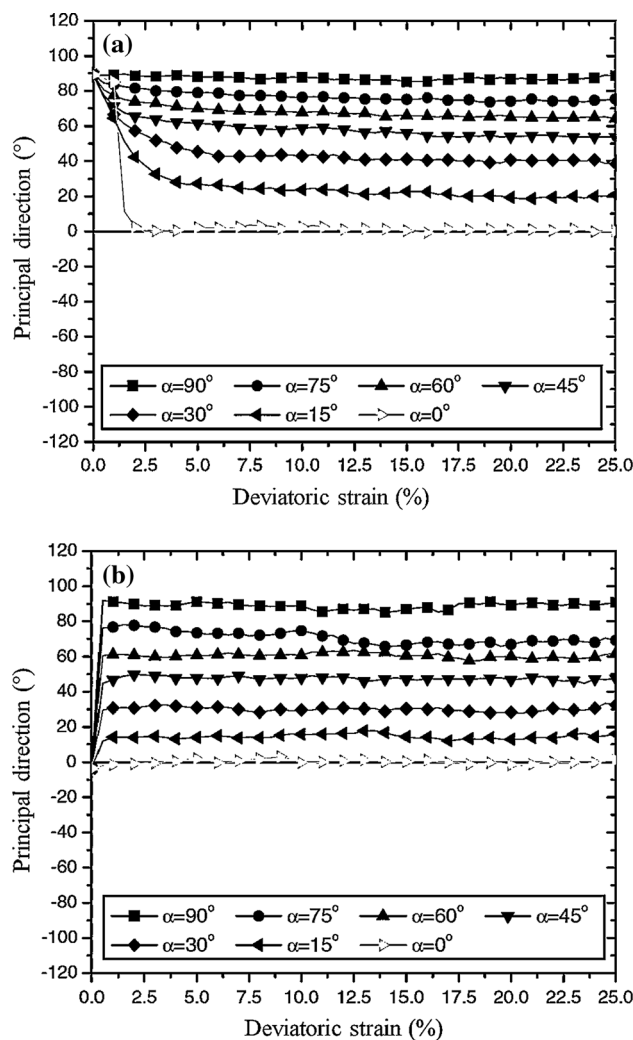 (a)
120
100
80
60
40
20
0
-20
-40
-60
-80
-100
-120
Principal direction (°)
α=90° α=75° α=60° α=45°
α=30° α=15° α=0°
0.0 2.5 5.0 7.5 10.0 12.5 15.0 17.5 20.0 22.5 25.0
Deviatoric strain (%)
(b)
120
100
80
60
40
20
0
-20
-40
-60
-80
-100
-120
Principal direction (°)
α=90° α=75° α=60° α=45°
α=30° α=15° α=0°
0.0 2.5 5.0 7.5 10.0 12.5 15.0 17.5 20.0 22.5 25.0
Deviatoric strain (%)